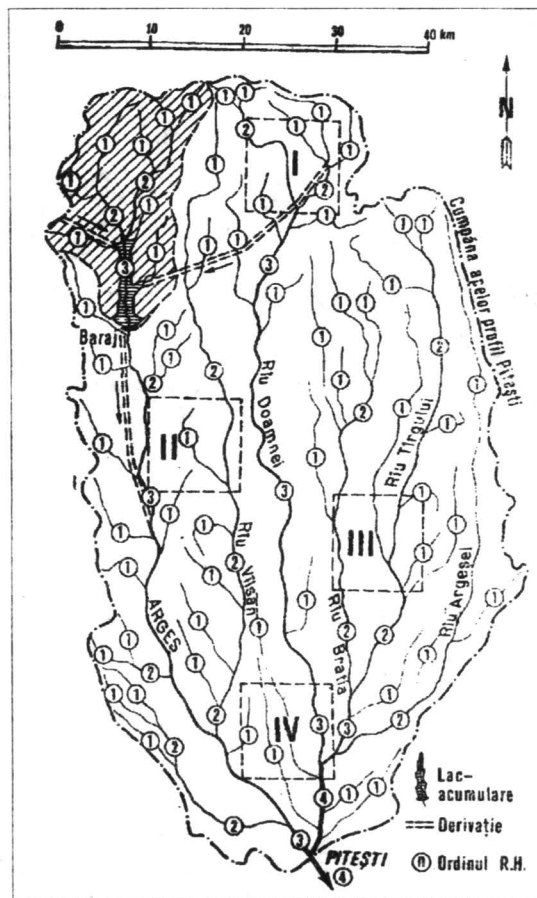 0 10 20 30 40 km
N
I
Cumpăna apelor profil Pitești
Baraj
Rîu Doamnei
Rîu Tîrgului
II
III
Rîu Vîlsan
Rîu Argeșel
ARGEȘ
Rîu Bratia
IV
Lac-
acumulare
Derivație
PITEȘTI
4
n Ordinul R.H.